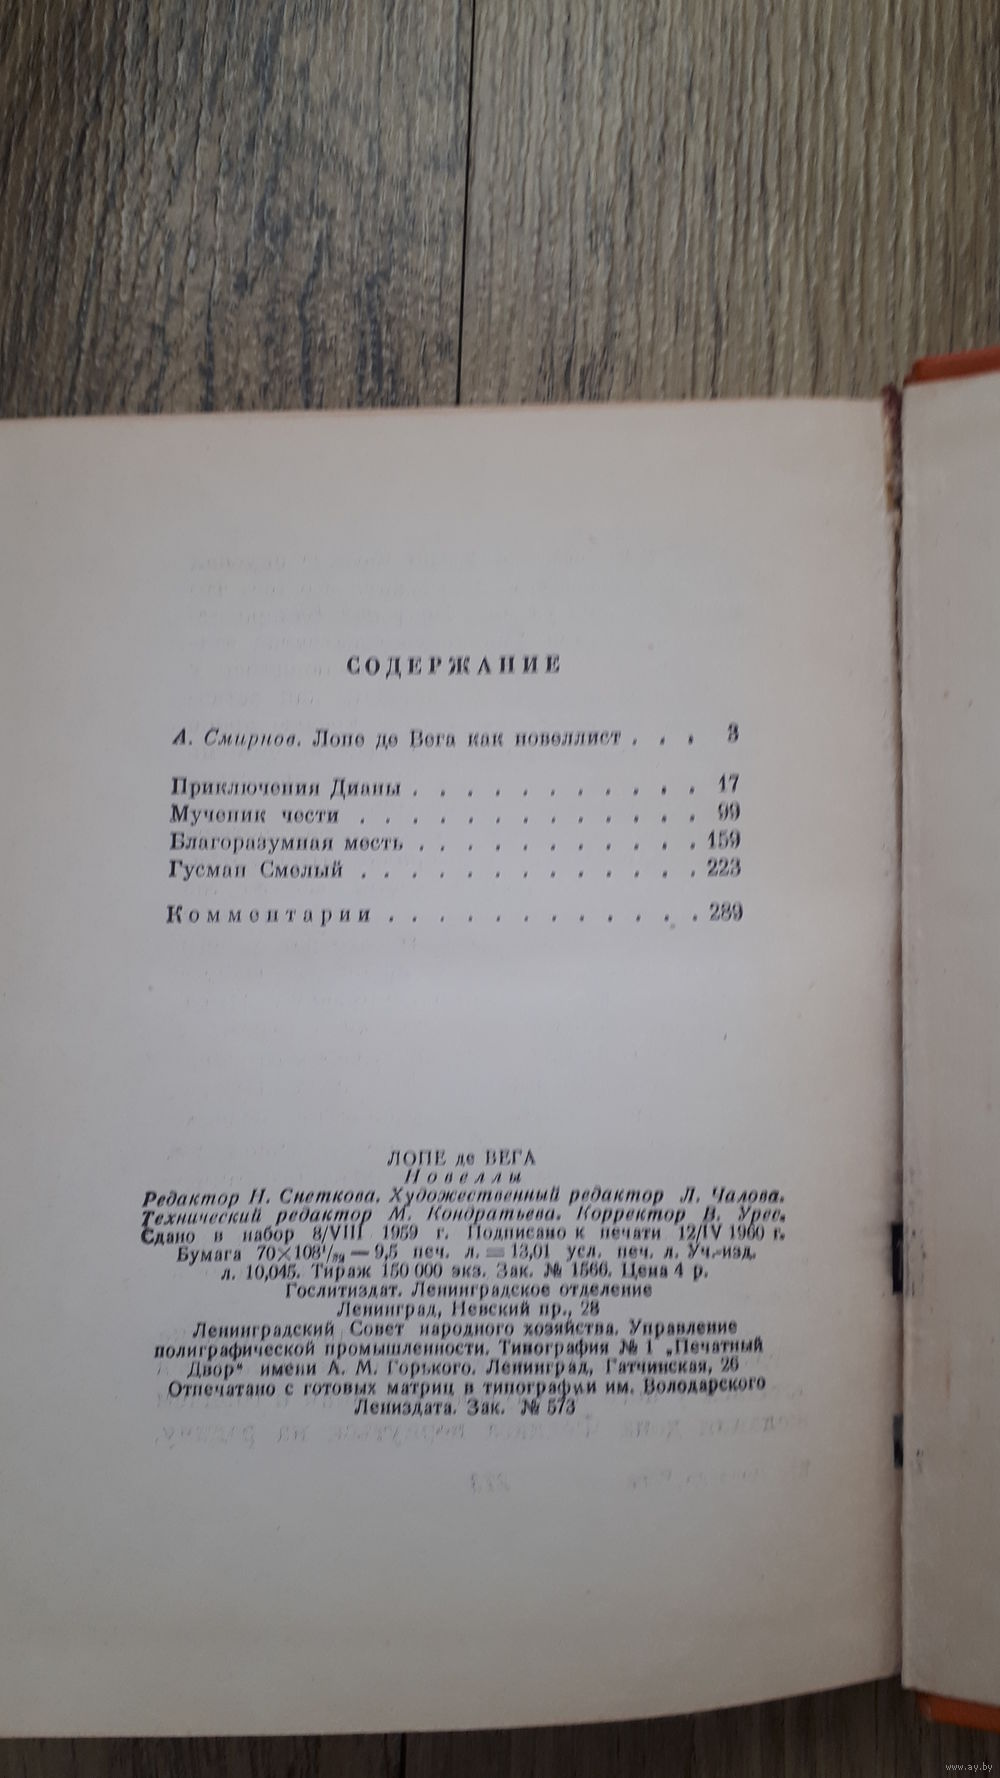 СОДЕРЖАНИЕ
А. Смирнов. Лопе де Вега как новеллист . . . 3
Приключения Дианы . . . . . . . . . . . 17
Мученик чести . . . . . . . . . . . . . 99
Благоразумная месть . . . . . . . . . . . 159
Гусман Смелый . . . . . . . . . . . . . 223
Комментарии . . . . . . . . . . . . 289
ЛОПЕ де ВЕГА
Новеллы
Редактор Н. Снеткова. Художественный редактор Л. Чалова.
Технический редактор М. Кондратьева. Корректор В. Урес.
Сдано в набор 8/VIII 1959 г. Подписано к печати 12/IV 1960 г.
Бумага 70×108¹/₃₂ — 9,5 печ. л. = 13,01 усл. печ. л. Уч.-изд.
л. 10,045. Тираж 150 000 экз. Зак. № 1566. Цена 4 р.
Гослитиздат. Ленинградское отделение
Ленинград, Невский пр., 28
Ленинградский Совет народного хозяйства. Управление
полиграфической промышленности. Типография № 1 „Печатный
Двор“ имени А. М. Горького. Ленинград, Гатчинская, 26
Отпечатано с готовых матриц в типографии им. Володарского
Лениздата. Зак. № 573
www.ay.by